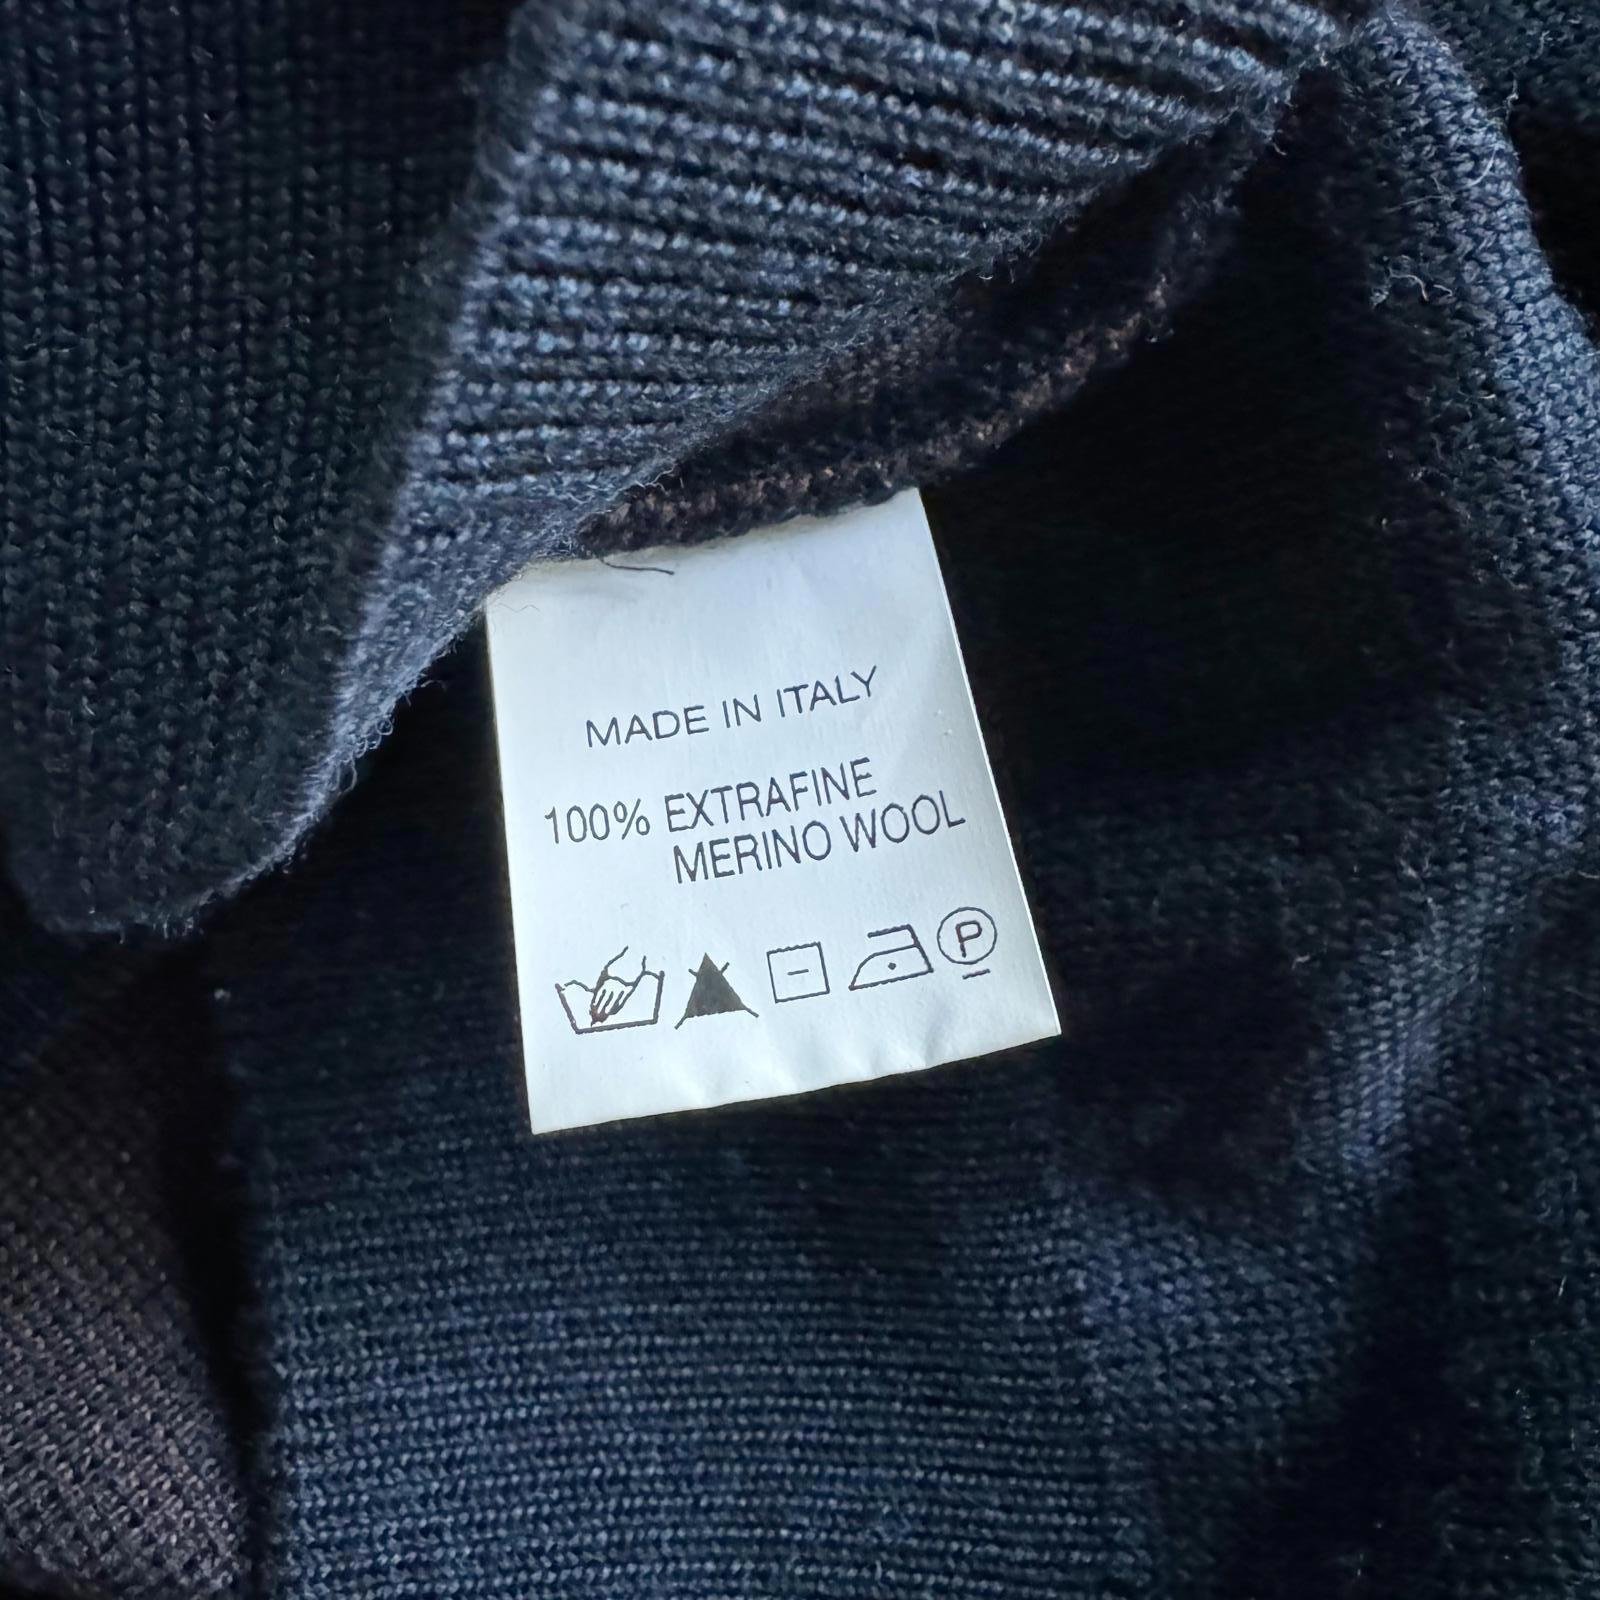 MADE IN ITALY
100% EXTRAFINE
MERINO WOOL
P